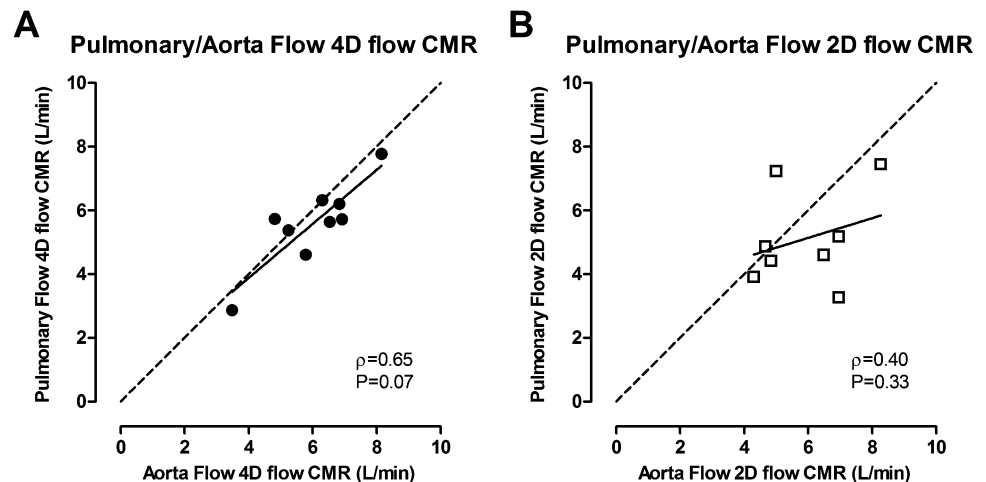 A
Pulmonary/Aorta Flow 4D flow CMR
Pulmonary Flow 4D flow CMR (L/min)
10
8
6
4
2
0
ρ=0.65
P=0.07
0 2 4 6 8 10
Aorta Flow 4D flow CMR (L/min)
B
Pulmonary/Aorta Flow 2D flow CMR
Pulmonary Flow 2D flow CMR (L/min)
10
8
6
4
2
0
ρ=0.40
P=0.33
0 2 4 6 8 10
Aorta Flow 2D flow CMR (L/min)